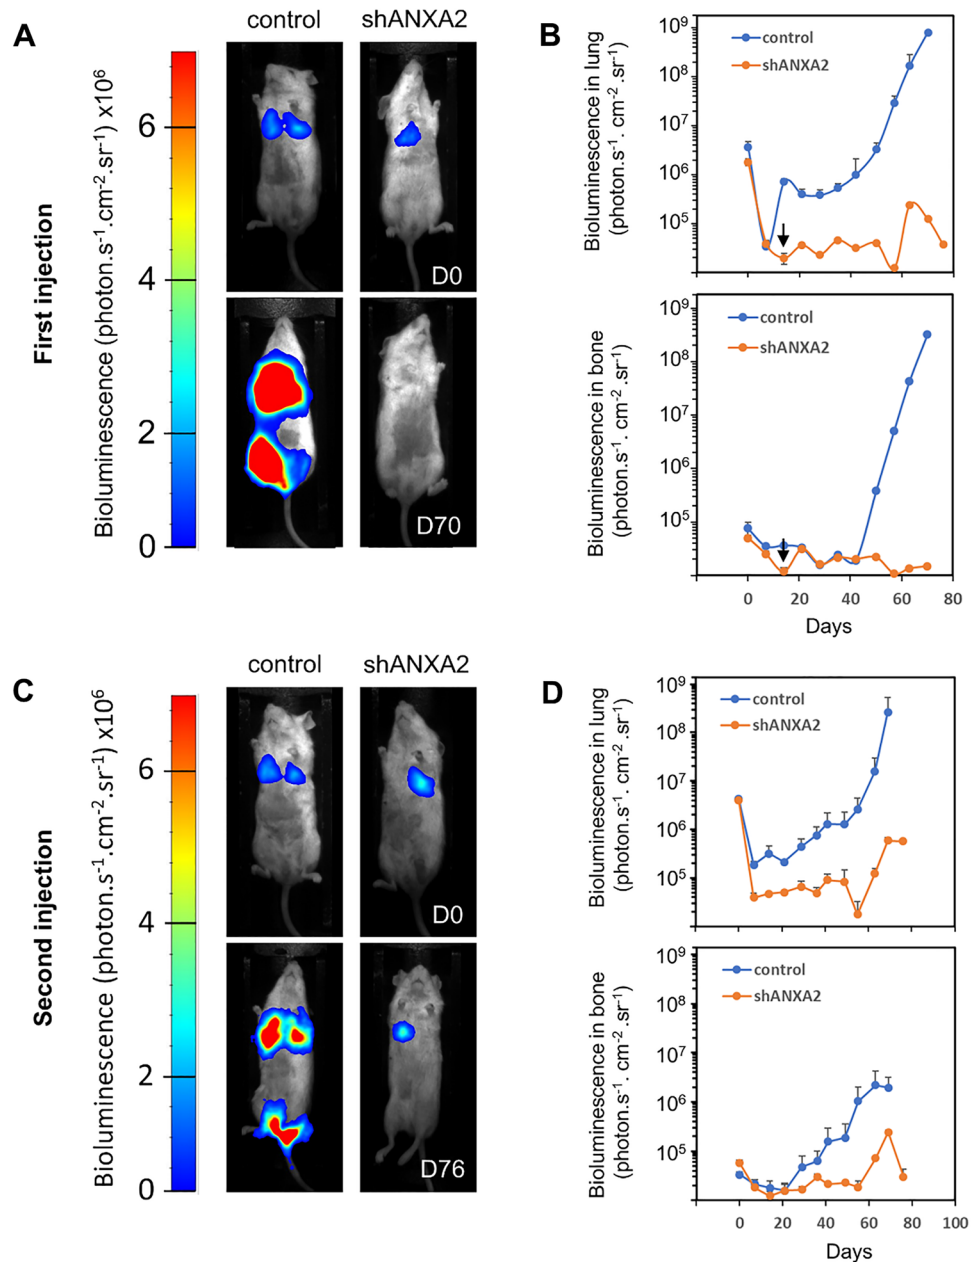 A
control
shANXA2
First injection
Bioluminescence (photon.s⁻¹.cm⁻².sr⁻¹) x10⁶
6
4
2
0
D0
D70
B
Bioluminescence in lung
(photon.s⁻¹. cm⁻² .sr⁻¹)
10⁹
10⁸
10⁷
10⁶
10⁵
control
shANXA2
Bioluminescence in bone
(photon.s⁻¹. cm⁻² .sr⁻¹)
10⁹
10⁸
10⁷
10⁶
10⁵
control
shANXA2
0 20 40 60 80
Days
C
control
shANXA2
Second injection
Bioluminescence (photon.s⁻¹.cm⁻².sr⁻¹) x10⁶
6
4
2
0
D0
D76
D
Bioluminescence in lung
(photon.s⁻¹. cm⁻² .sr⁻¹)
10⁹
10⁸
10⁷
10⁶
10⁵
control
shANXA2
Bioluminescence in bone
(photon.s⁻¹. cm⁻² .sr⁻¹)
10⁹
10⁸
10⁷
10⁶
10⁵
control
shANXA2
0 20 40 60 80 100
Days